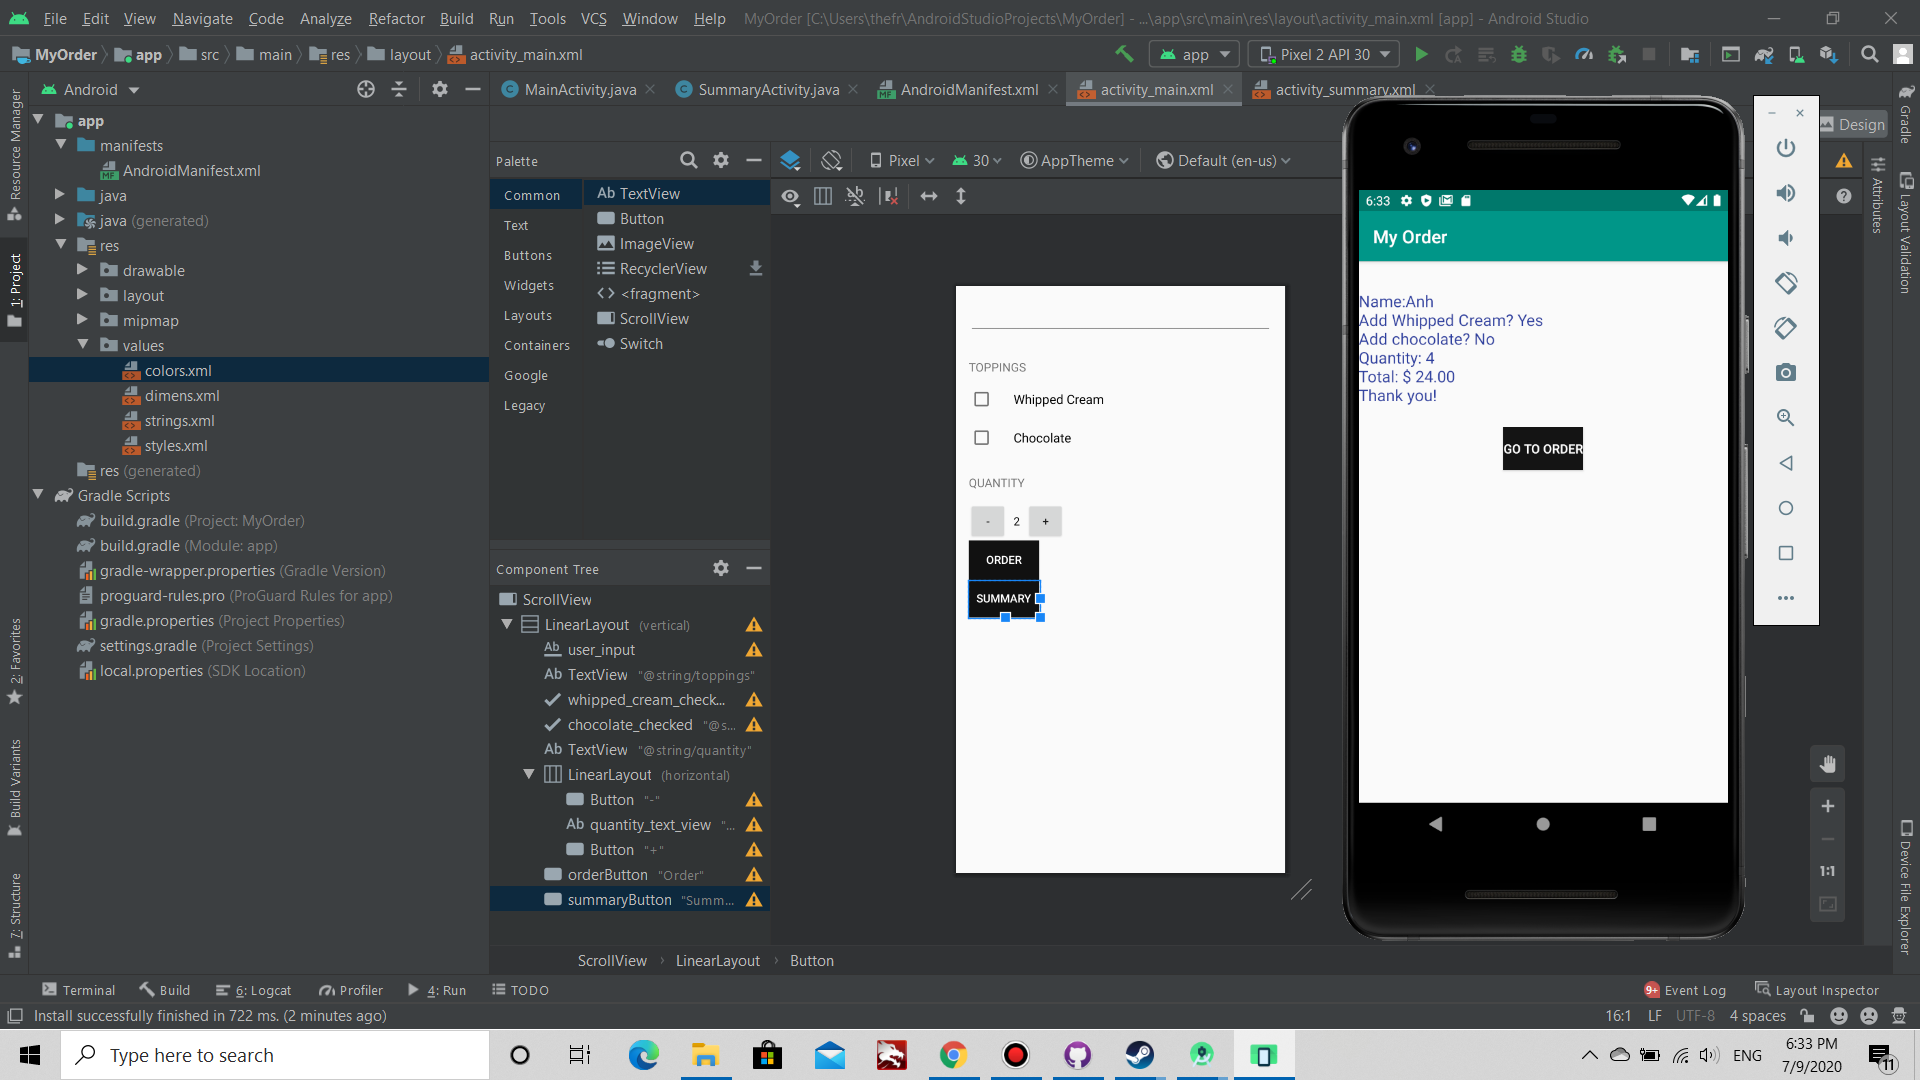 File Edit View Navigate Code Analyze Refactor Build Run Tools VCS Window Help MyOrder [C:\Users\thefr\AndroidStudioProjects\MyOrder] - ...\app\src\main\res\layout\activity_main.xml [app] - Android Studio
MyOrder app src main res layout activity_main.xml app Pixel 2 API 30
Android
MainActivity.java SummaryActivity.java AndroidManifest.xml activity_main.xml activity_summary.xml
Resource Manager
1: Project
2: Favorites
Build Variants
7: Structure
app
manifests
AndroidManifest.xml
java
java (generated)
res
drawable
layout
mipmap
values
colors.xml
dimens.xml
strings.xml
styles.xml
res (generated)
Gradle Scripts
build.gradle (Project: MyOrder)
build.gradle (Module: app)
gradle-wrapper.properties (Gradle Version)
proguard-rules.pro (ProGuard Rules for app)
gradle.properties (Project Properties)
settings.gradle (Project Settings)
local.properties (SDK Location)
Palette
Common
Text
Buttons
Widgets
Layouts
Containers
Google
Legacy
Ab TextView
Button
ImageView
RecyclerView
<fragment>
ScrollView
Switch
Component Tree
ScrollView
LinearLayout (vertical)
Ab user_input
Ab TextView "@string/toppings"
whipped_cream_check...
chocolate_checked "@s...
Ab TextView "@string/quantity"
LinearLayout (horizontal)
Button "-"
Ab quantity_text_view "...
Button "+"
orderButton "Order"
summaryButton "Summ...
Pixel 30 AppTheme Default (en-us)
TOPPINGS
Whipped Cream
Chocolate
QUANTITY
- 2 +
ORDER
SUMMARY
6:33
My Order
Name:Anh
Add Whipped Cream? Yes
Add chocolate? No
Quantity: 4
Total: $ 24.00
Thank you!
GO TO ORDER
Design
Attributes
Gradle
Layout Validation
Device File Explorer
1:1
ScrollView LinearLayout Button
Terminal Build 6: Logcat Profiler 4: Run TODO 9+ Event Log Layout Inspector
Install successfully finished in 722 ms. (2 minutes ago) 16:1 LF UTF-8 4 spaces
Type here to search
ENG
6:33 PM
7/9/2020
11